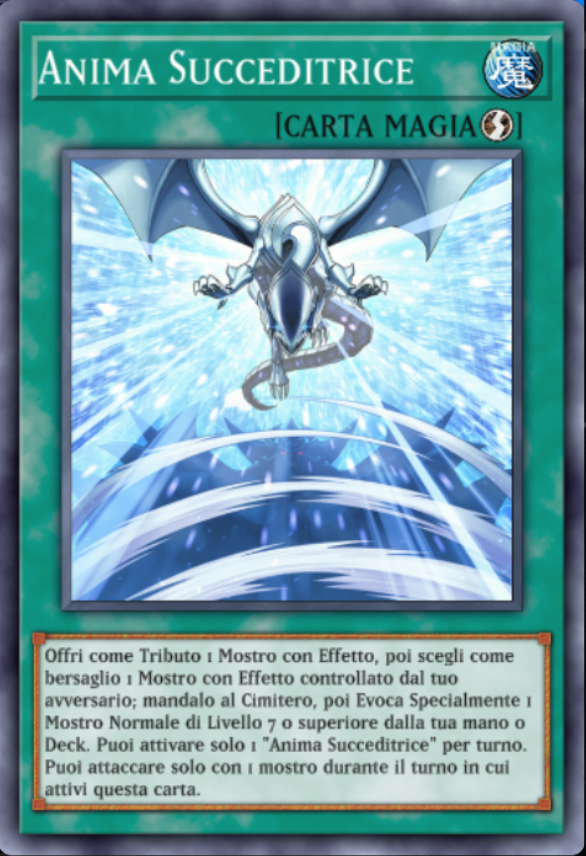 ANIMA SUCCEDITRICE
MAGIA
魔
[CARTA MAGIA]
Offri come Tributo 1 Mostro con Effetto, poi scegli come
bersaglio 1 Mostro con Effetto controllato dal tuo
avversario; mandalo al Cimitero, poi Evoca Specialmente 1
Mostro Normale di Livello 7 o superiore dalla tua mano o
Deck. Puoi attivare solo 1 "Anima Succeditrice" per turno.
Puoi attaccare solo con 1 mostro durante il turno in cui
attivi questa carta.